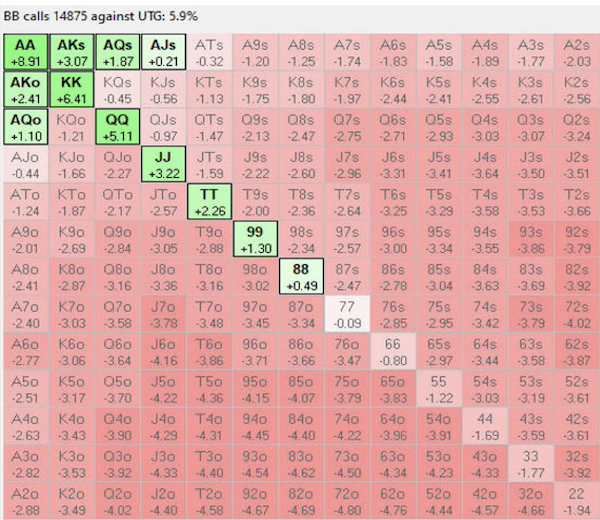 BB calls 14875 against UTG: 5.9%
AA AKs AQs AJs ATs A9s A8s A7s A6s A5s A4s A3s A2s
+8.91 +3.07 +1.87 +0.21 -0.32 -1.20 -1.25 -1.74 -1.83 -1.58 -1.89 -1.77 -2.03
AKo KK KQs KJs KTs K9s K8s K7s K6s K5s K4s K3s K2s
+2.41 +6.41 -0.45 -0.56 -1.13 -1.75 -1.80 -1.97 -2.44 -2.41 -2.55 -2.61 -2.56
AQo KQo QQ QJs QTs Q9s Q8s Q7s Q6s Q5s Q4s Q3s Q2s
+1.10 -1.21 +5.11 -0.97 -1.47 -2.13 -2.47 -2.75 -2.71 -2.93 -3.03 -3.07 -3.24
AJo KJo QJo JJ JTs J9s J8s J7s J6s J5s J4s J3s J2s
-0.44 -1.66 -2.27 +3.22 -1.59 -2.22 -2.60 -2.96 -3.31 -3.41 -3.64 -3.50 -3.51
ATo KTo QTo JTo TT T9s T8s T7s T6s T5s T4s T3s T2s
-1.24 -1.87 -2.17 -2.57 +2.26 -2.00 -2.36 -2.64 -3.25 -3.29 -3.58 -3.53 -3.66
A9o K9o Q9o J9o T9o 99 98s 97s 96s 95s 94s 93s 92s
-2.01 -2.69 -2.84 -3.05 -2.88 +1.30 -2.34 -2.57 -3.00 -3.34 -3.55 -3.86 -3.79
A8o K8o Q8o J8o T8o 98o 88 87s 86s 85s 84s 83s 82s
-2.41 -2.87 -3.16 -3.36 -3.16 -3.02 +0.49 -2.47 -2.78 -3.04 -3.63 -3.69 -3.92
A7o K7o Q7o J7o T7o 97o 87o 77 76s 75s 74s 73s 72s
-2.40 -3.03 -3.58 -3.78 -3.48 -3.45 -3.34 -0.09 -2.85 -2.95 -3.42 -3.79 -4.02
A6o K6o Q6o J6o T6o 96o 86o 76o 66 65s 64s 63s 62s
-2.77 -3.06 -3.64 -4.16 -3.86 -3.71 -3.66 -3.47 -0.80 -2.97 -3.44 -3.58 -3.87
A5o K5o Q5o J5o T5o 95o 85o 75o 65o 55 54s 53s 52s
-2.51 -3.17 -3.70 -4.22 -4.36 -4.15 -4.07 -3.79 -3.83 -1.22 -3.03 -3.19 -3.61
A4o K4o Q4o J4o T4o 94o 84o 74o 64o 54o 44 43s 42s
-2.63 -3.43 -3.90 -4.29 -4.31 -4.45 -4.40 -4.22 -3.96 -3.91 -1.69 -3.59 -3.61
A3o K3o Q3o J3o T3o 93o 83o 73o 63o 53o 43o 33 32s
-2.82 -3.53 -3.92 -4.33 -4.40 -4.54 -4.62 -4.50 -4.34 -4.23 -4.33 -1.77 -3.92
A2o K2o Q2o J2o T2o 92o 82o 72o 62o 52o 42o 32o 22
-2.88 -3.49 -4.02 -4.40 -4.58 -4.67 -4.69 -4.80 -4.76 -4.44 -4.57 -4.66 -1.94